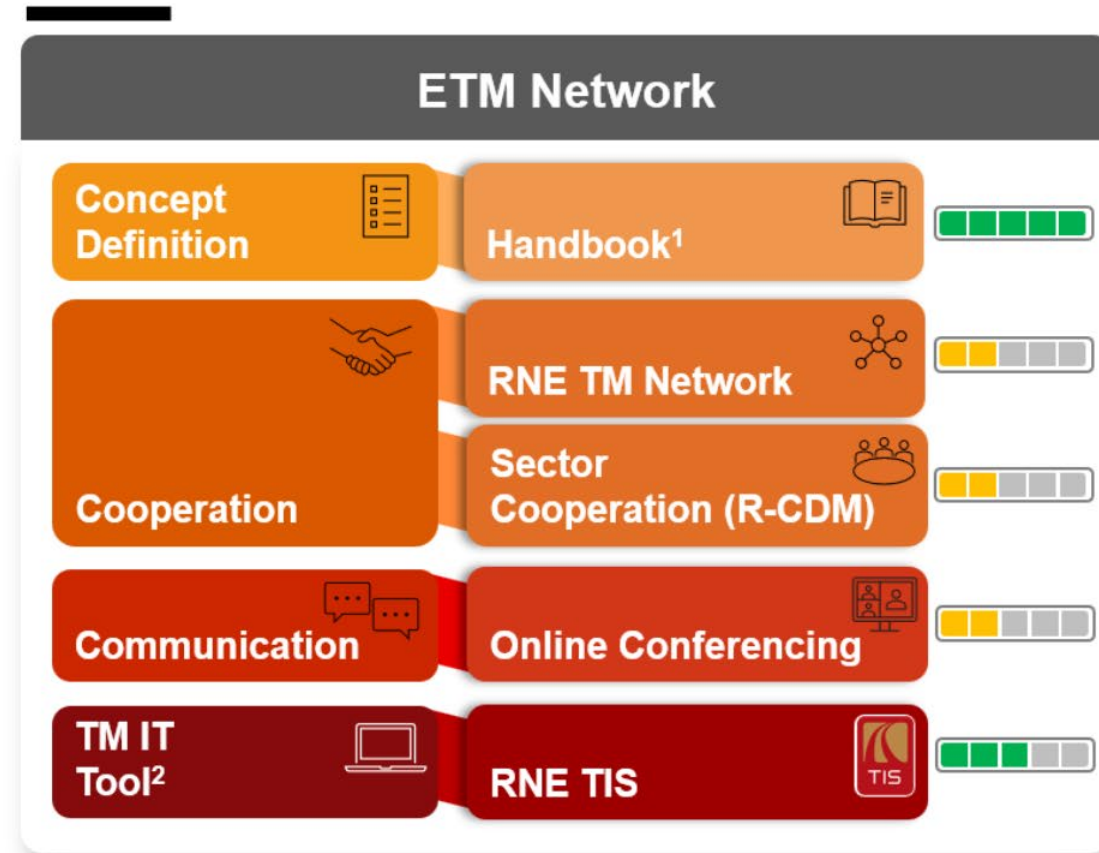 ETM Network
Concept
Definition
Handbook¹
Cooperation
RNE TM Network
Sector
Cooperation (R-CDM)
Communication
Online Conferencing
TM IT
Tool²
RNE TIS
TIS